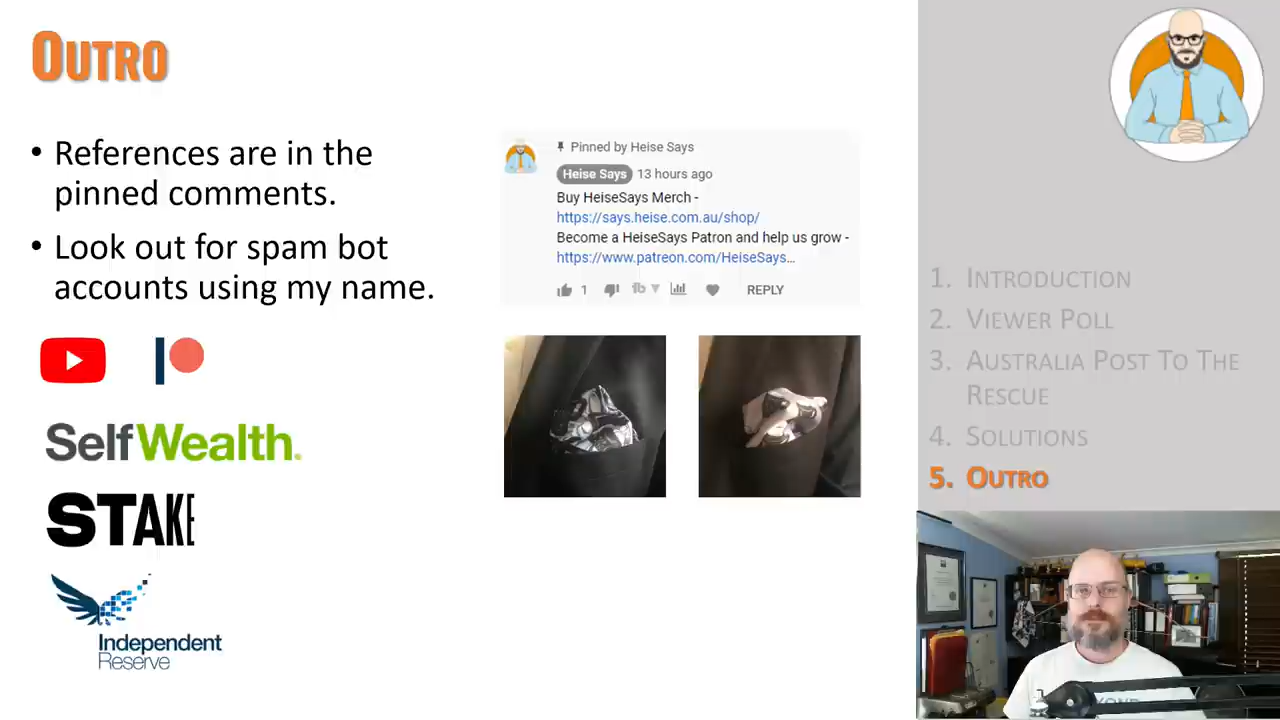 OUTRO
• References are in the
pinned comments.
• Look out for spam bot
accounts using my name.
SelfWealth.
STAKE
Independent
Reserve
Pinned by Heise Says
Heise Says 13 hours ago
Buy HeiseSays Merch -
https://says.heise.com.au/shop/
Become a HeiseSays Patron and help us grow -
https://www.patreon.com/HeiseSays...
1 REPLY
1. INTRODUCTION
2. VIEWER POLL
3. AUSTRALIA POST TO THE
RESCUE
4. SOLUTIONS
5. OUTRO